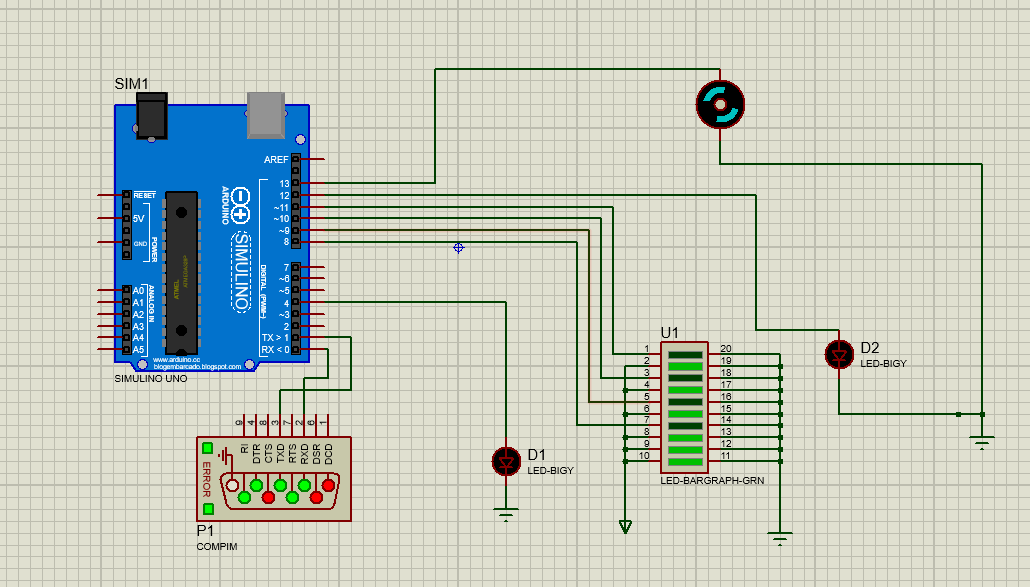 SIM1
AREF
13
12
~11
~10
~9
8
7
~6
~5
4
~3
2
TX > 1
RX < 0
RESET
5V
GND
POWER
A0
A1
A2
A3
A4
A5
ANALOG IN
ARDUINO
SIMULINO
DIGITAL (PWM~)
ATMEL
www.arduino.cc
blogembarcado.blogspot.com
SIMULINO UNO
U1
1
2
3
4
5
6
7
8
9
10
20
19
18
17
16
15
14
13
12
11
LED-BARGRAPH-GRN
D2
LED-BIGY
D1
LED-BIGY
9
4
8
3
7
2
6
1
RI
DTR
CTS
TXD
RTS
RXD
DSR
DCD
ERROR
P1
COMPIM